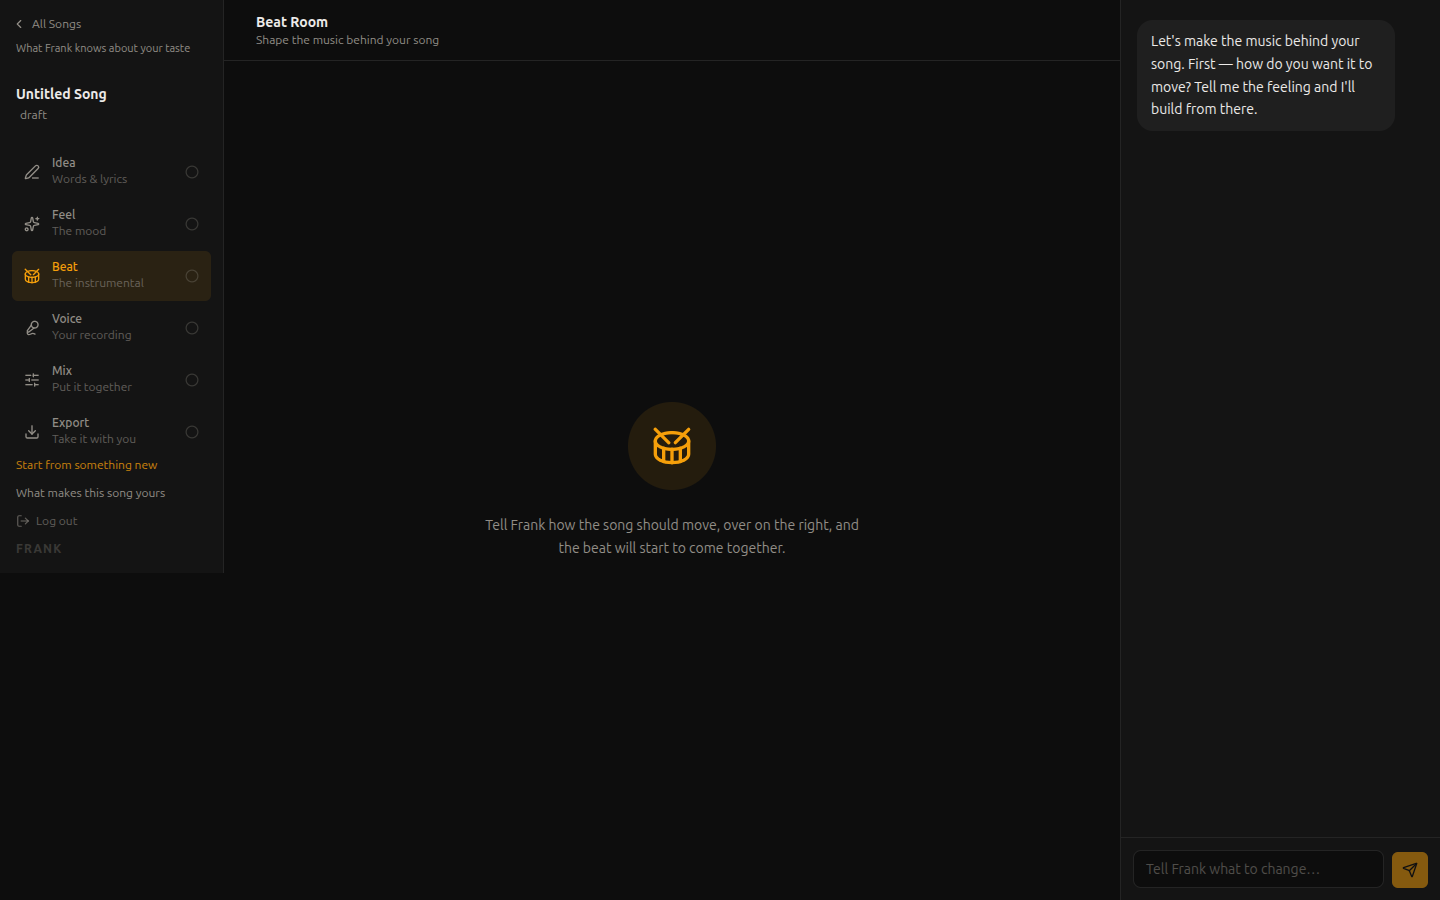 All Songs
What Frank knows about your taste
Untitled Song
draft
Idea
Words & lyrics
Feel
The mood
Beat
The instrumental
Voice
Your recording
Mix
Put it together
Export
Take it with you
Start from something new
What makes this song yours
Log out
FRANK
Beat Room
Shape the music behind your song
Tell Frank how the song should move, over on the right, and
the beat will start to come together.
Let's make the music behind your
song. First — how do you want it to
move? Tell me the feeling and I'll
build from there.
Tell Frank what to change...